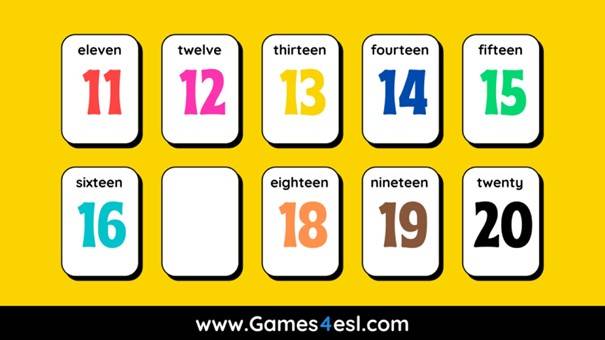 eleven twelve thirteen fourteen fifteen
11 12 13 14 15
sixteen eighteen nineteen twenty
16 18 19 20
www.Games4esl.com